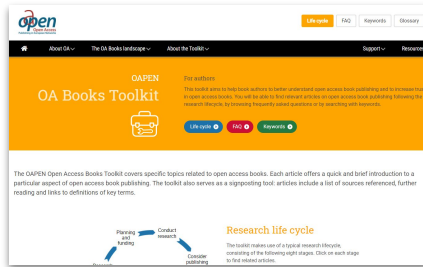 oapen
Open Access
Life cycle
FAQ
Keywords
Glossary
About OA
The OA Books landscape
About the Toolkit
Support
Resources
OAPEN
OA Books Toolkit
For authors
This toolkit aims to help book authors to better understand open access book publishing and to increase trust
in open access books. You will be able to find relevant articles on open access book publishing following the
research lifecycle, by browsing frequently asked questions or by searching with keywords.
Life cycle
FAQ
Keywords
The OAPEN Open Access Books Toolkit covers specific topics related to open access books. Each article offers a quick and brief introduction to a
particular aspect of open access book publishing. The toolkit also serves as a signposting tool: articles include a list of sources referenced, further
reading and links to definitions of key terms.
Planning
and
funding
Conduct
research
Consider
publishing
Research life cycle
The toolkit makes use of a typical research lifecycle,
consisting of the following eight stages. Click on each stage
to find related articles.